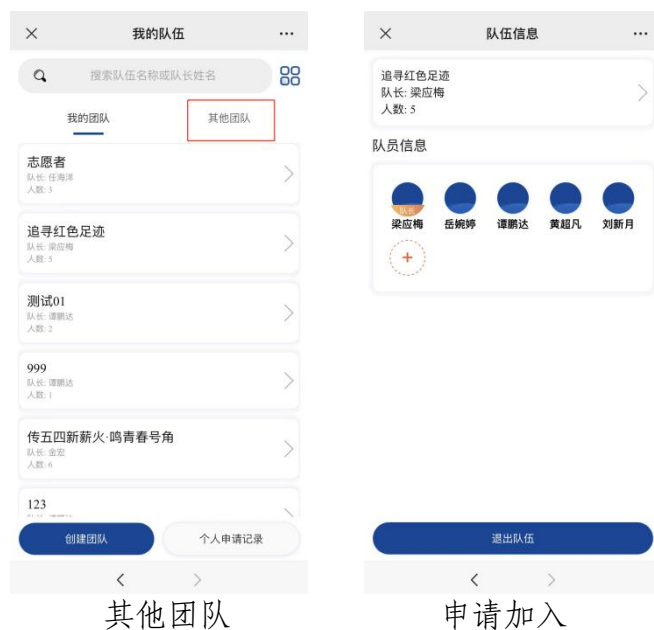 我的队伍
搜索队伍名称或队长姓名
我的团队
其他团队
志愿者
队长: 任海洋
人数: 3
追寻红色足迹
队长: 梁应梅
人数: 5
测试01
队长: 谭鹏达
人数: 2
999
队长: 谭鹏达
人数: 1
传五四新薪火·鸣青春号角
队长: 金宏
人数: 6
123
创建团队
个人申请记录
其他团队
队伍信息
追寻红色足迹
队长: 梁应梅
人数: 5
队员信息
队长
梁应梅 岳婉婷 谭鹏达 黄超凡 刘新月
退出队伍
申请加入